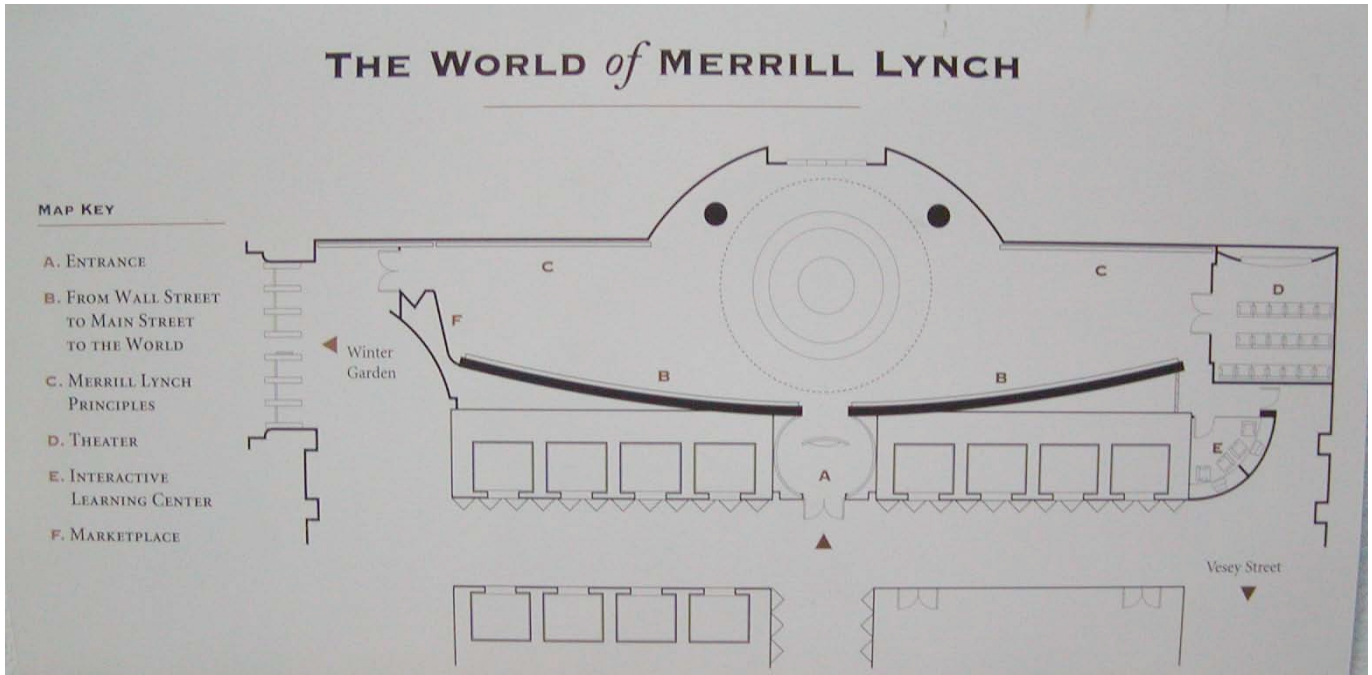 THE WORLD of MERRILL LYNCH
MAP KEY
A. ENTRANCE
B. FROM WALL STREET
TO MAIN STREET
TO THE WORLD
C. MERRILL LYNCH
PRINCIPLES
D. THEATER
E. INTERACTIVE
LEARNING CENTER
F. MARKETPLACE
C
C
D
F
Winter
Garden
B
B
E
A
Vesey Street